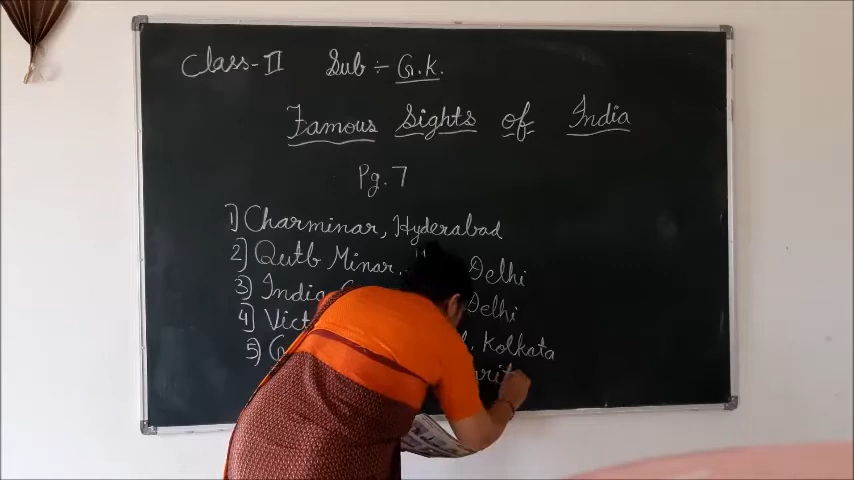 Class-II Sub ÷ G.K.
Famous Sights of India
Pg. 7
1] Charminar, Hyderabad
2] Qutb Minar, Delhi
3] India Delhi
4] Vict Kolkata
5]